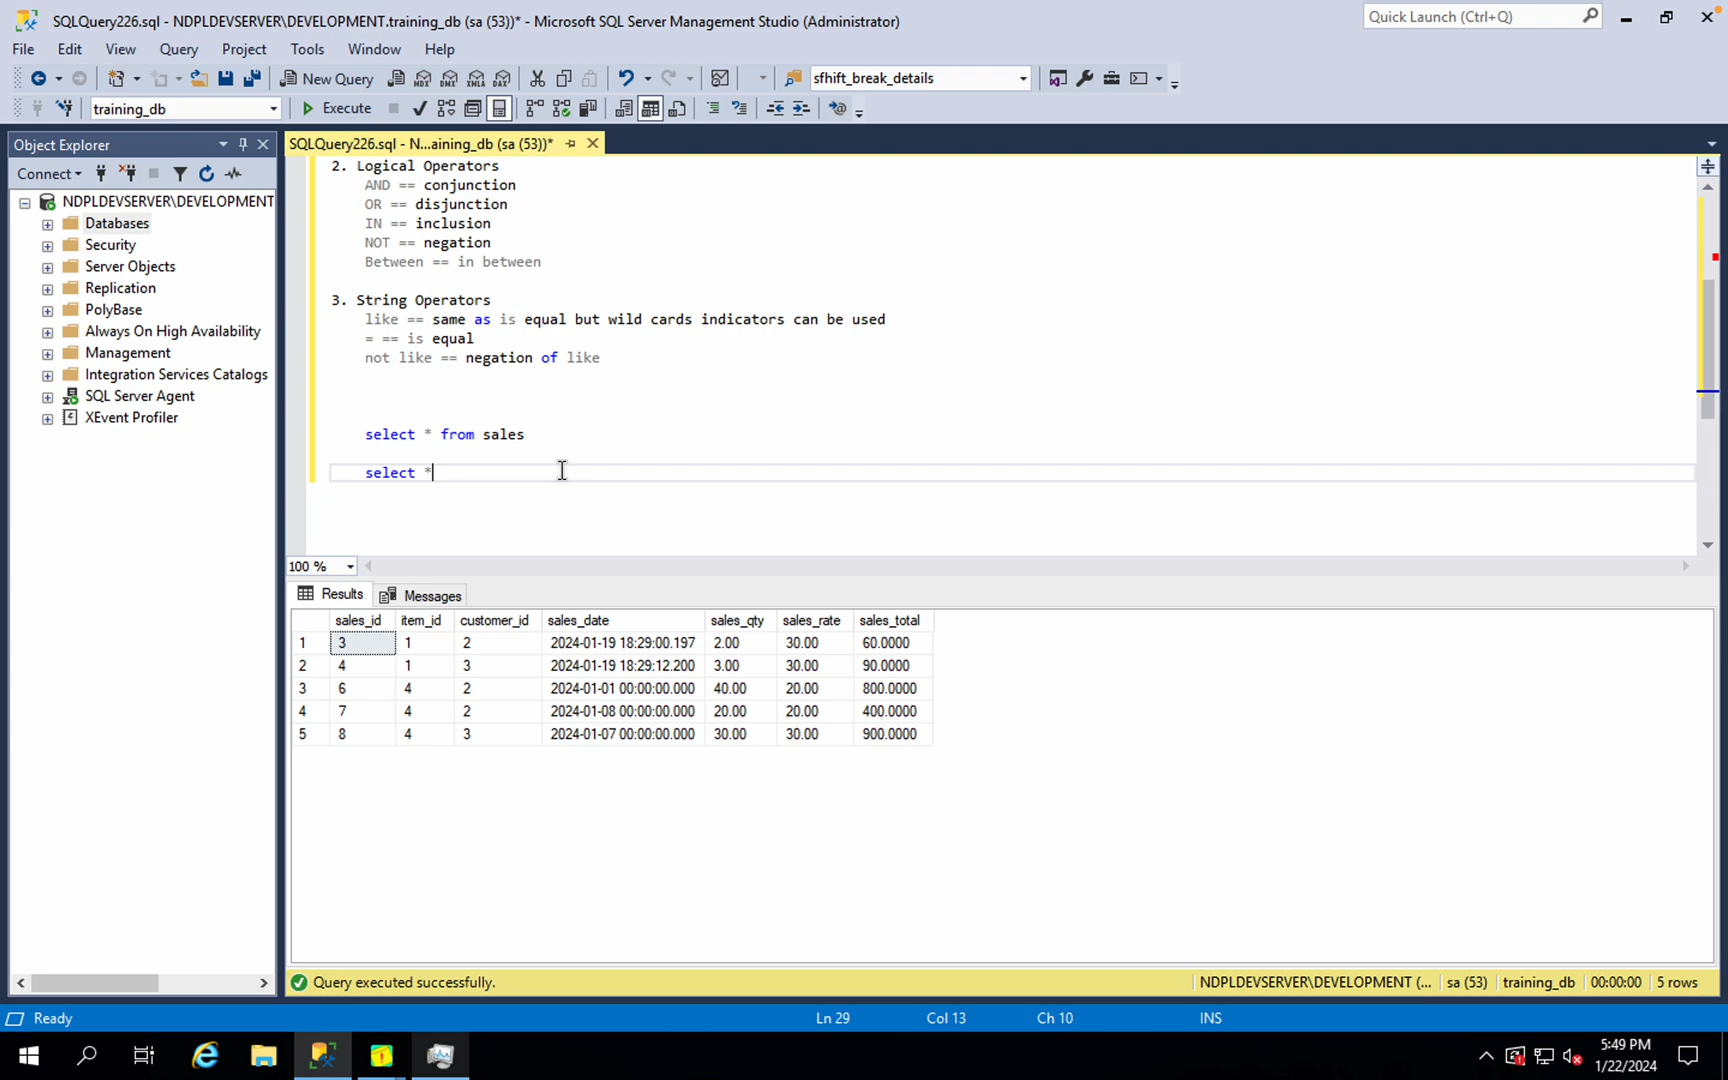 SQLQuery226.sql - NDPLDEVSERVER\DEVELOPMENT.training_db (sa (53))* - Microsoft SQL Server Management Studio (Administrator)
Quick Launch (Ctrl+Q)
File Edit View Query Project Tools Window Help
New Query MDX DMX XMLA DAX sfhift_break_details
training_db Execute
Object Explorer
SQLQuery226.sql - N...aining_db (sa (53))*
Connect
NDPLDEVSERVER\DEVELOPMENT
Databases
Security
Server Objects
Replication
PolyBase
Always On High Availability
Management
Integration Services Catalogs
SQL Server Agent
XEvent Profiler
2. Logical Operators
AND == conjunction
OR == disjunction
IN == inclusion
NOT == negation
Between == in between
3. String Operators
like == same as is equal but wild cards indicators can be used
= == is equal
not like == negation of like
select * from sales
select *
100 %
Results Messages
sales_id item_id customer_id sales_date sales_qty sales_rate sales_total
1 3 1 2 2024-01-19 18:29:00.197 2.00 30.00 60.0000
2 4 1 3 2024-01-19 18:29:12.200 3.00 30.00 90.0000
3 6 4 2 2024-01-01 00:00:00.000 40.00 20.00 800.0000
4 7 4 2 2024-01-08 00:00:00.000 20.00 20.00 400.0000
5 8 4 3 2024-01-07 00:00:00.000 30.00 30.00 900.0000
Query executed successfully. NDPLDEVSERVER\DEVELOPMENT (... sa (53) training_db 00:00:00 5 rows
Ready Ln 29 Col 13 Ch 10 INS
5:49 PM
1/22/2024